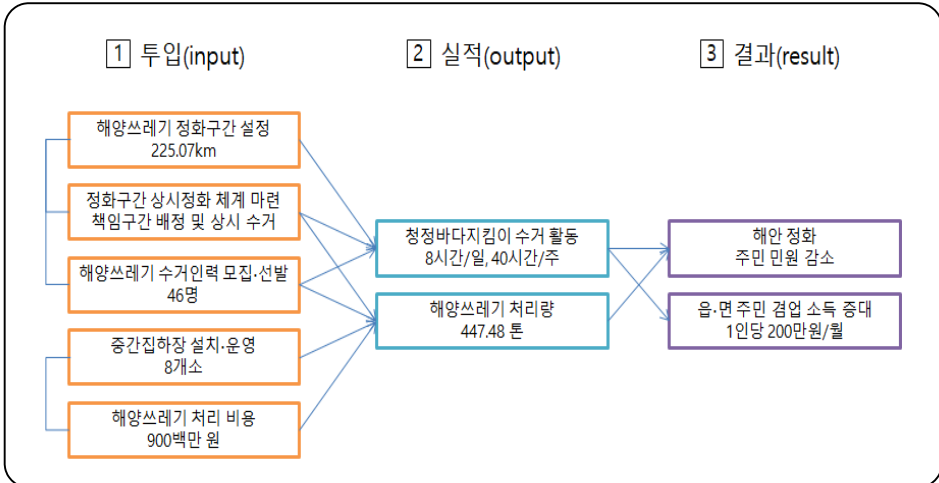 1 투입(input)
2 실적(output)
3 결과(result)
해양쓰레기 정화구간 설정
225.07km
정화구간 상시정화 체계 마련
책임구간 배정 및 상시 수거
해양쓰레기 수거인력 모집·선발
46명
중간집하장 설치·운영
8개소
해양쓰레기 처리 비용
900백만 원
청정바다지킴이 수거 활동
8시간/일, 40시간/주
해양쓰레기 처리량
447.48 톤
해안 정화
주민 민원 감소
읍·면 주민 겸업 소득 증대
1인당 200만원/월